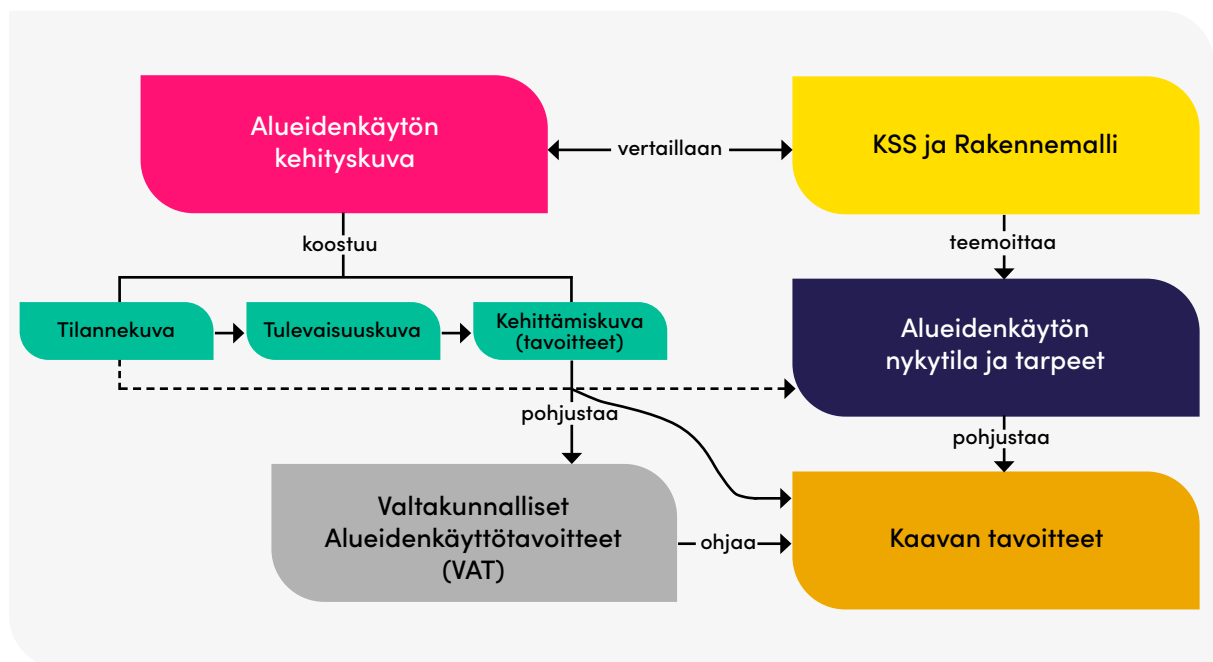 Alueidenkäytön
kehityskuva
vertaillaan
KSS ja Rakennemalli
koostuu
teemoittaa
Tilannekuva
Tulevaisuuskuva
Kehittämiskuva
(tavoitteet)
Alueidenkäytön
nykytila ja tarpeet
pohjustaa
pohjustaa
Valtakunnalliset
Alueidenkäyttötavoitteet
(VAT)
ohjaa
Kaavan tavoitteet